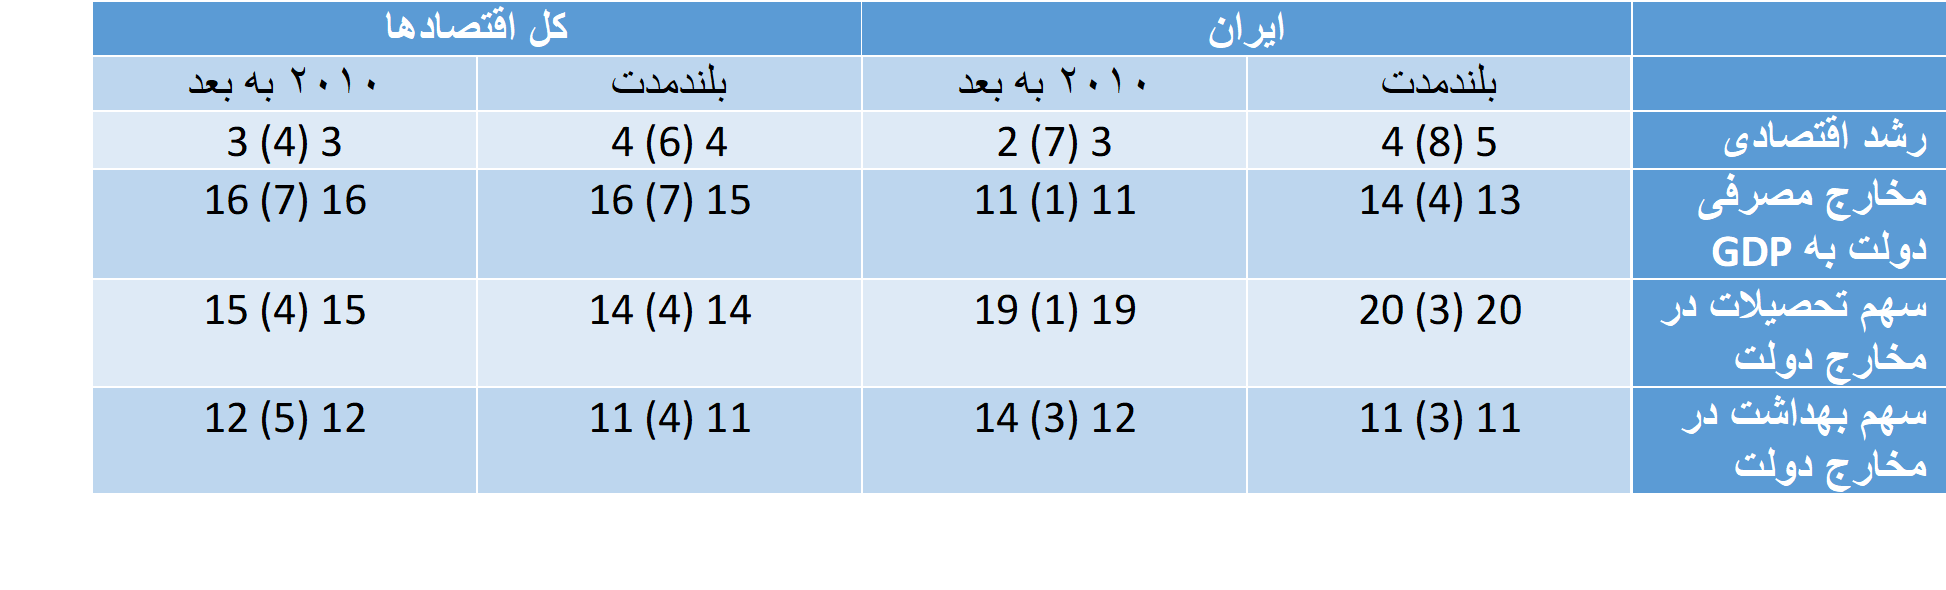 ایران کل اقتصادها
بلندمدت ۲۰۱۰ به بعد بلندمدت ۲۰۱۰ به بعد
رشد اقتصادی 4 (8) 5 2 (7) 3 4 (6) 4 3 (4) 3
مخارج مصرفی 14 (4) 13 11 (1) 11 16 (7) 15 16 (7) 16
دولت به GDP
سهم تحصیلات در 20 (3) 20 19 (1) 19 14 (4) 14 15 (4) 15
مخارج دولت
سهم بهداشت در 11 (3) 11 14 (3) 12 11 (4) 11 12 (5) 12
مخارج دولت